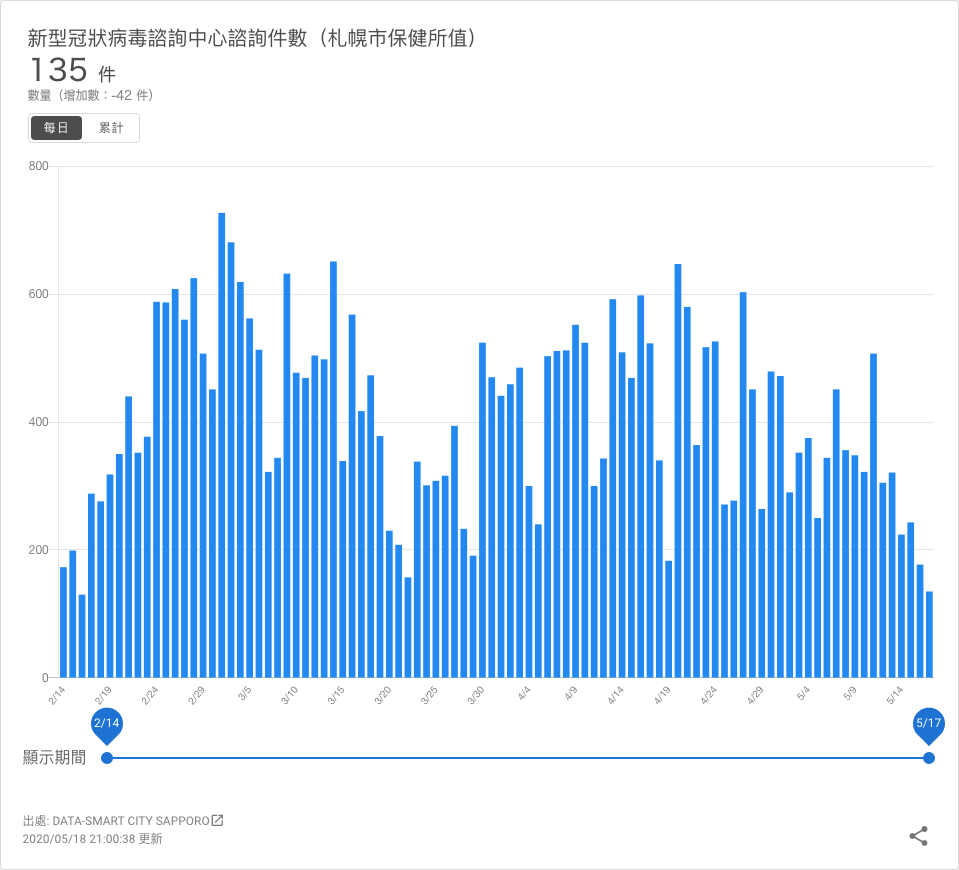 新型冠狀病毒諮詢中心諮詢件數（札幌市保健所值）
135 件
數量（增加數：-42 件）
每日 累計
800
600
400
200
0
2/14 2/19 2/24 2/29 3/5 3/10 3/15 3/20 3/25 3/30 4/4 4/9 4/14 4/19 4/24 4/29 5/4 5/9 5/14
2/14 5/17
顯示期間
出處: DATA-SMART CITY SAPPORO
2020/05/18 21:00:38 更新